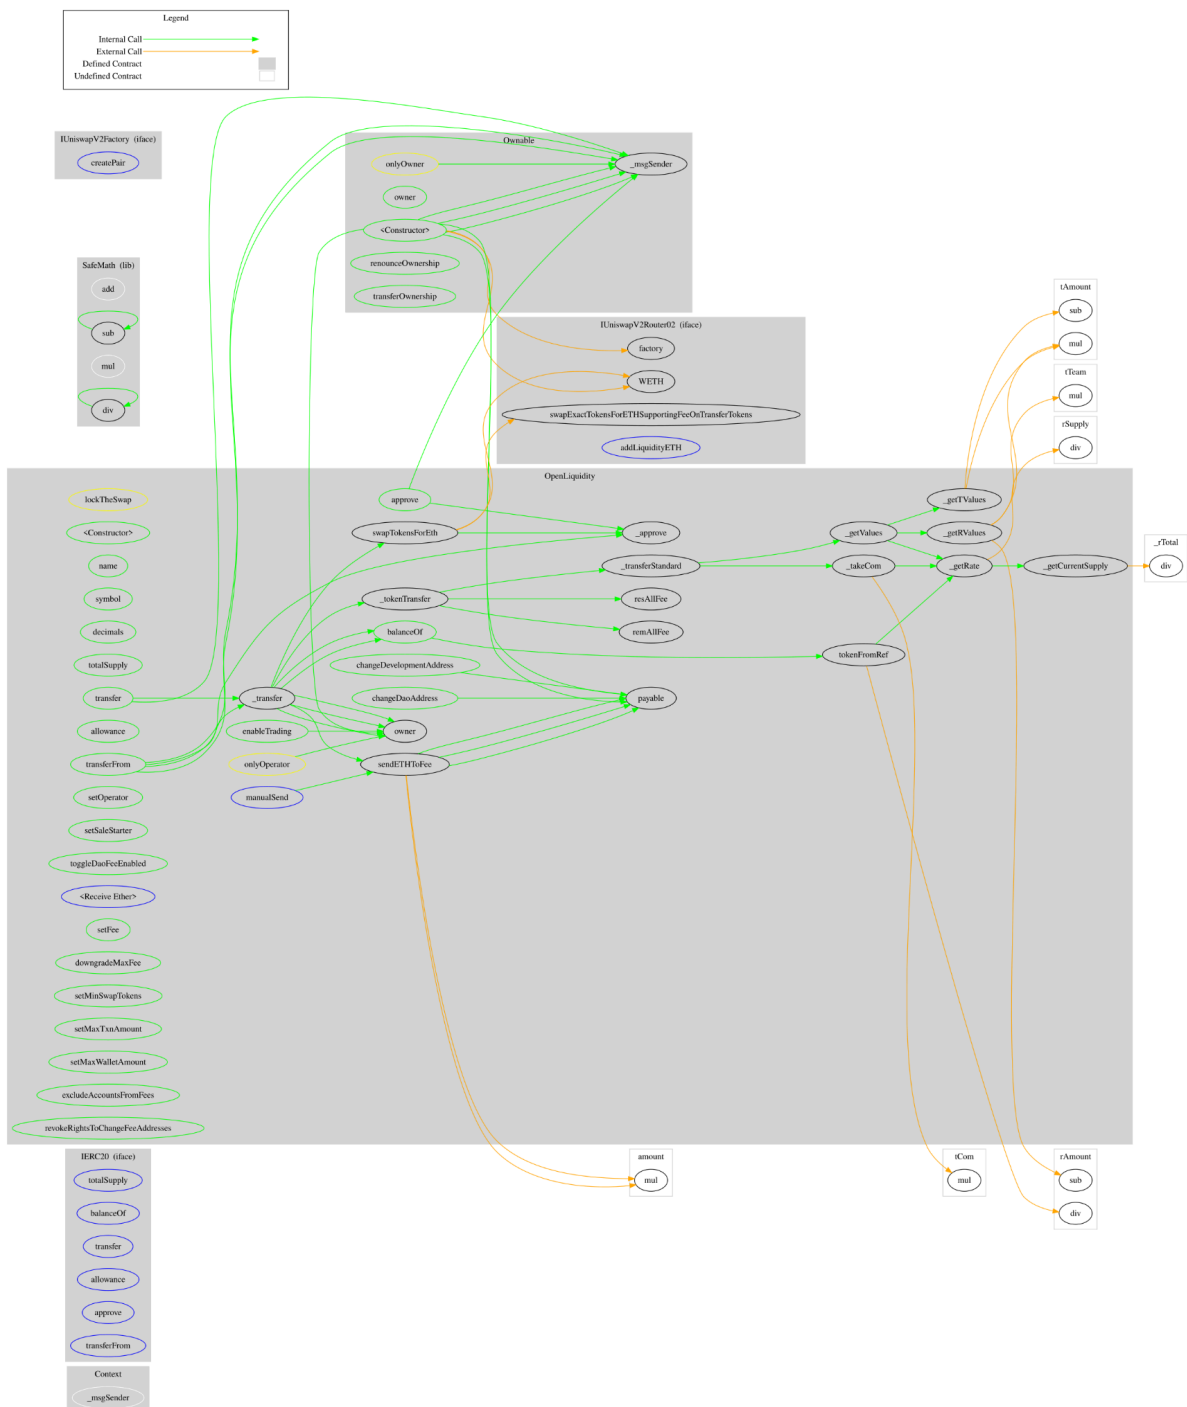 Legend
Internal Call
External Call
Defined Contract
Undefined Contract
IUniswapV2Factory (iface)
createPair
Ownable
onlyOwner
_msgSender
owner
<Constructor>
renounceOwnership
transferOwnership
SafeMath (lib)
add
sub
mul
div
IUniswapV2Router02 (iface)
factory
WETH
swapExactTokensForETHSupportingFeeOnTransferTokens
addLiquidityETH
tAmount
sub
mul
tTeam
mul
rSupply
div
OpenLiquidity
lockTheSwap
<Constructor>
name
symbol
decimals
totalSupply
transfer
allowance
transferFrom
setOperator
setSaleStarter
toggleDaoFeeEnabled
<Receive Ether>
setFee
downgradeMaxFee
setMinSwapTokens
setMaxTxnAmount
setMaxWalletAmount
excludeAccountsFromFees
revokeRightsToChangeFeeAddresses
_transfer
enableTrading
onlyOperator
manualSend
approve
swapTokensForEth
_tokenTransfer
balanceOf
changeDevelopmentAddress
changeDaoAddress
owner
sendETHToFee
_approve
_transferStandard
resAllFee
remAllFee
payable
_getValues
_takeCom
tokenFromRef
_getTValues
_getRValues
_getRate
_getCurrentSupply
_rTotal
div
IERC20 (iface)
totalSupply
balanceOf
transfer
allowance
approve
transferFrom
amount
mul
tCom
mul
rAmount
sub
div
Context
_msgSender